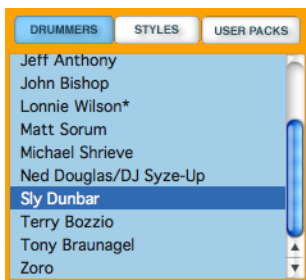 DRUMMERS STYLES USER PACKS
Jeff Anthony
John Bishop
Lonnie Wilson*
Matt Sorum
Michael Shrieve
Ned Douglas/DJ Syze-Up
Sly Dunbar
Terry Bozzio
Tony Braunagel
Zoro